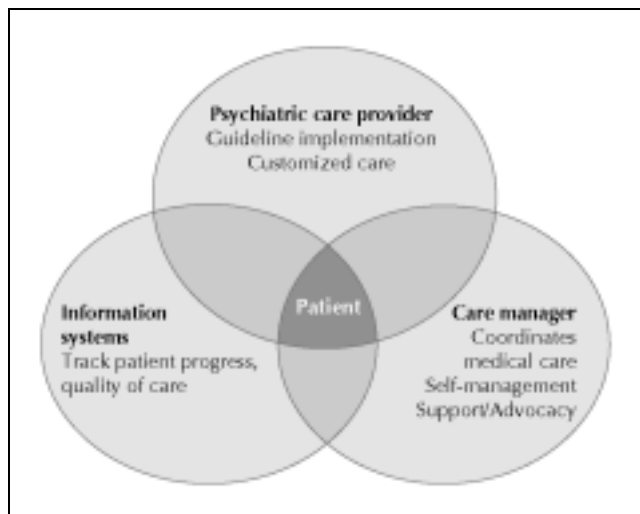 Psychiatric care provider
Guideline implementation
Customized care
Patient
Information
systems
Track patient progress,
quality of care
Care manager
Coordinates
medical care
Self-management
Support/Advocacy